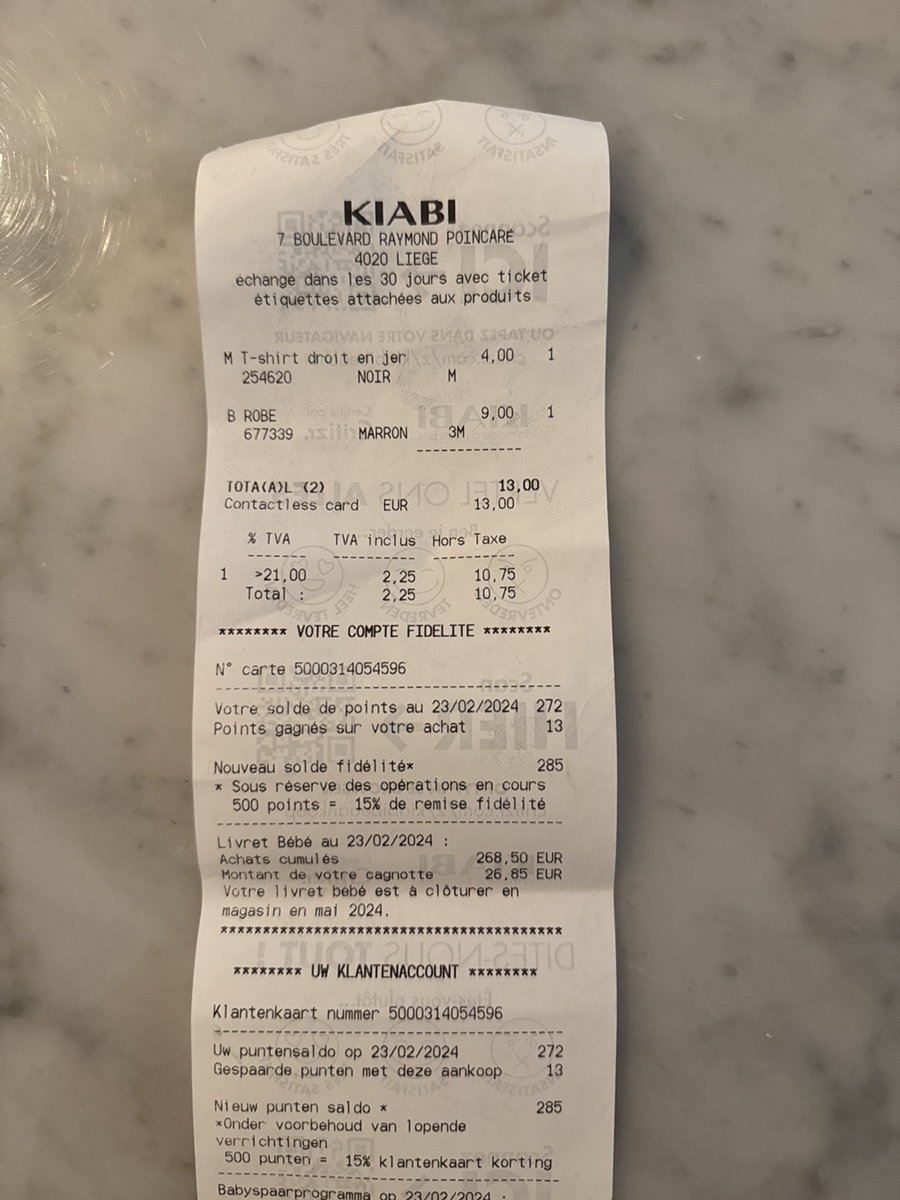 KIABI
7 BOULEVARD RAYMOND POINCARÉ
4020 LIEGE
échange dans les 30 jours avec ticket
étiquettes attachées aux produits
M T-shirt droit en jer 4,00 1
254620 NOIR M
B ROBE 9,00 1
677339 MARRON 3M
------------
TOTA(A)L (2) 13,00
Contactless card EUR 13,00
% TVA TVA inclus Hors Taxe
------- ---------- ----------
1 >21,00 2,25 10,75
Total : 2,25 10,75
******** VOTRE COMPTE FIDELITE ********
N° carte 5000314054596
Votre solde de points au 23/02/2024 272
Points gagnés sur votre achat 13
Nouveau solde fidélité* 285
* Sous réserve des opérations en cours
500 points = 15% de remise fidélité
Livret Bébé au 23/02/2024 :
Achats cumulés 268,50 EUR
Montant de votre cagnotte 26,85 EUR
Votre livret bébé est à clôturer en
magasin en mai 2024.
****************************************
******** UW KLANTENACCOUNT ********
Klantenkaart nummer 5000314054596
Uw puntensaldo op 23/02/2024 272
Gespaarde punten met deze aankoop 13
Nieuw punten saldo * 285
*Onder voorbehoud van lopende
verrichtingen
500 punten = 15% klantenkaart korting
Babyspaarprogramma op 23/02/2024 :